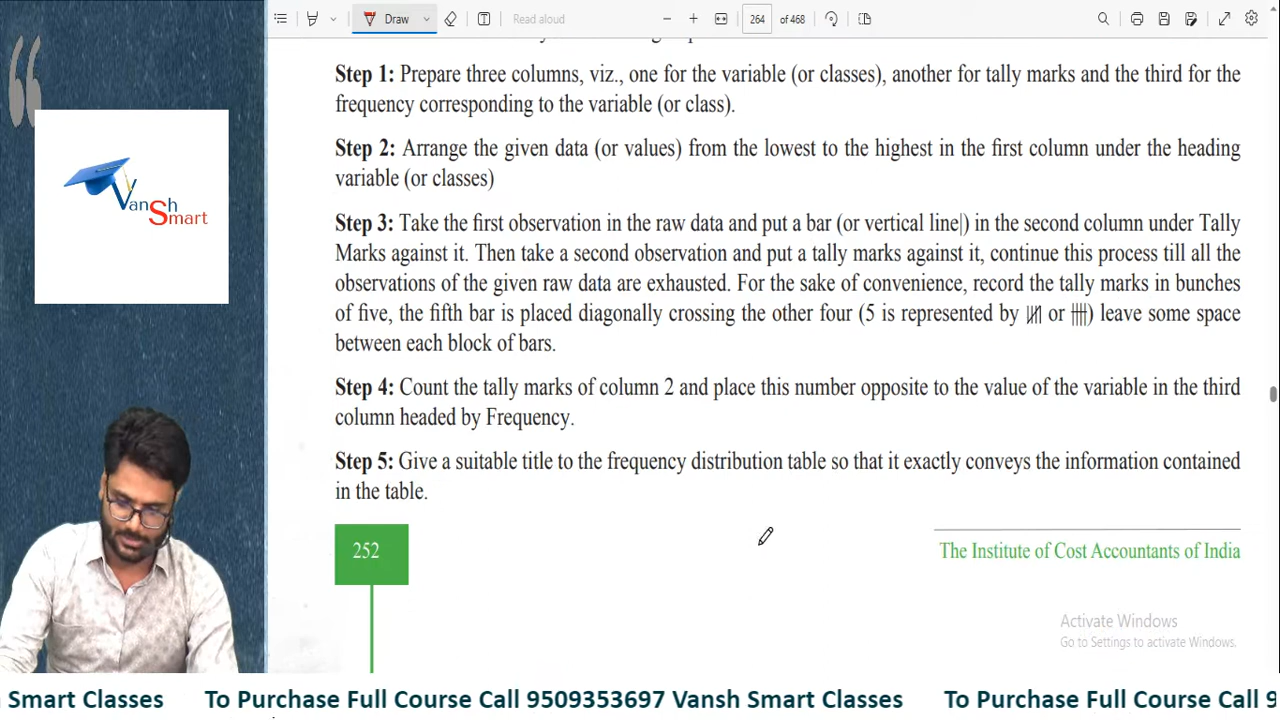 Draw
Read aloud
264 of 468
Step 1: Prepare three columns, viz., one for the variable (or classes), another for tally marks and the third for the
frequency corresponding to the variable (or class).
Step 2: Arrange the given data (or values) from the lowest to the highest in the first column under the heading
variable (or classes)
Step 3: Take the first observation in the raw data and put a bar (or vertical line|) in the second column under Tally
Marks against it. Then take a second observation and put a tally marks against it, continue this process till all the
observations of the given raw data are exhausted. For the sake of convenience, record the tally marks in bunches
of five, the fifth bar is placed diagonally crossing the other four (5 is represented by 𝍸 or 𝍸) leave some space
between each block of bars.
Step 4: Count the tally marks of column 2 and place this number opposite to the value of the variable in the third
column headed by Frequency.
Step 5: Give a suitable title to the frequency distribution table so that it exactly conveys the information contained
in the table.
252
The Institute of Cost Accountants of India
Activate Windows
Go to Settings to activate Windows.
Vansh
Smart
Smart Classes To Purchase Full Course Call 9509353697 Vansh Smart Classes To Purchase Full Course Call 9